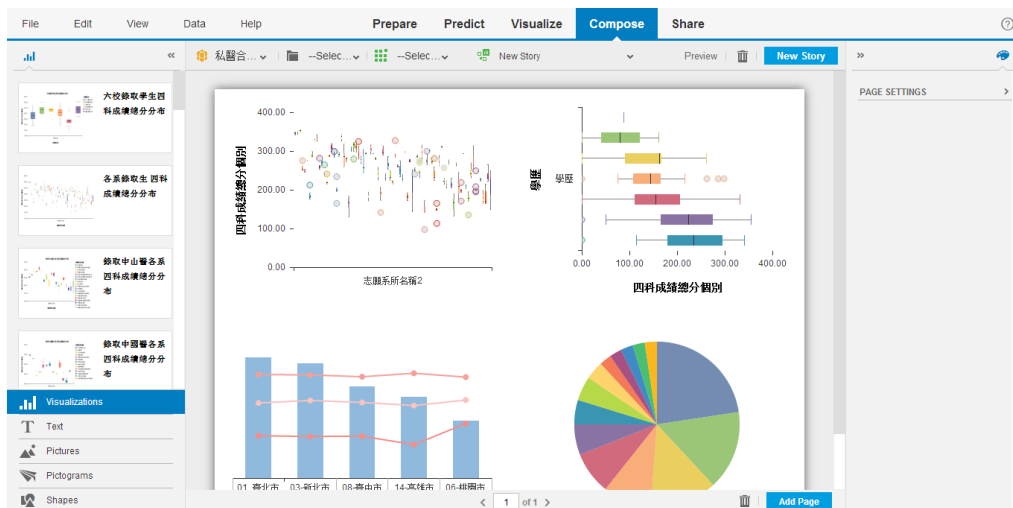 File Edit View Data Help Prepare Predict Visualize Compose Share
私醫合... --Selec... --Selec... New Story Preview New Story
六校錄取學生四
科成績總分分布
各系錄取生 四科
成績總分分布
錄取中山醫各系
四科成績總分分
布
錄取中國醫各系
四科成績總分分
布
Visualizations
Text
Pictures
Pictograms
Shapes
400.00
300.00
200.00
100.00
0.00
四科成績總分個別
志願系所名稱2
學歷
學歷
0.00 100.00 200.00 300.00 400.00
四科成績總分個別
01-臺北市 03-新北市 08-臺中市 14-高雄市 06-桃園市
1 of 1
Add Page
PAGE SETTINGS